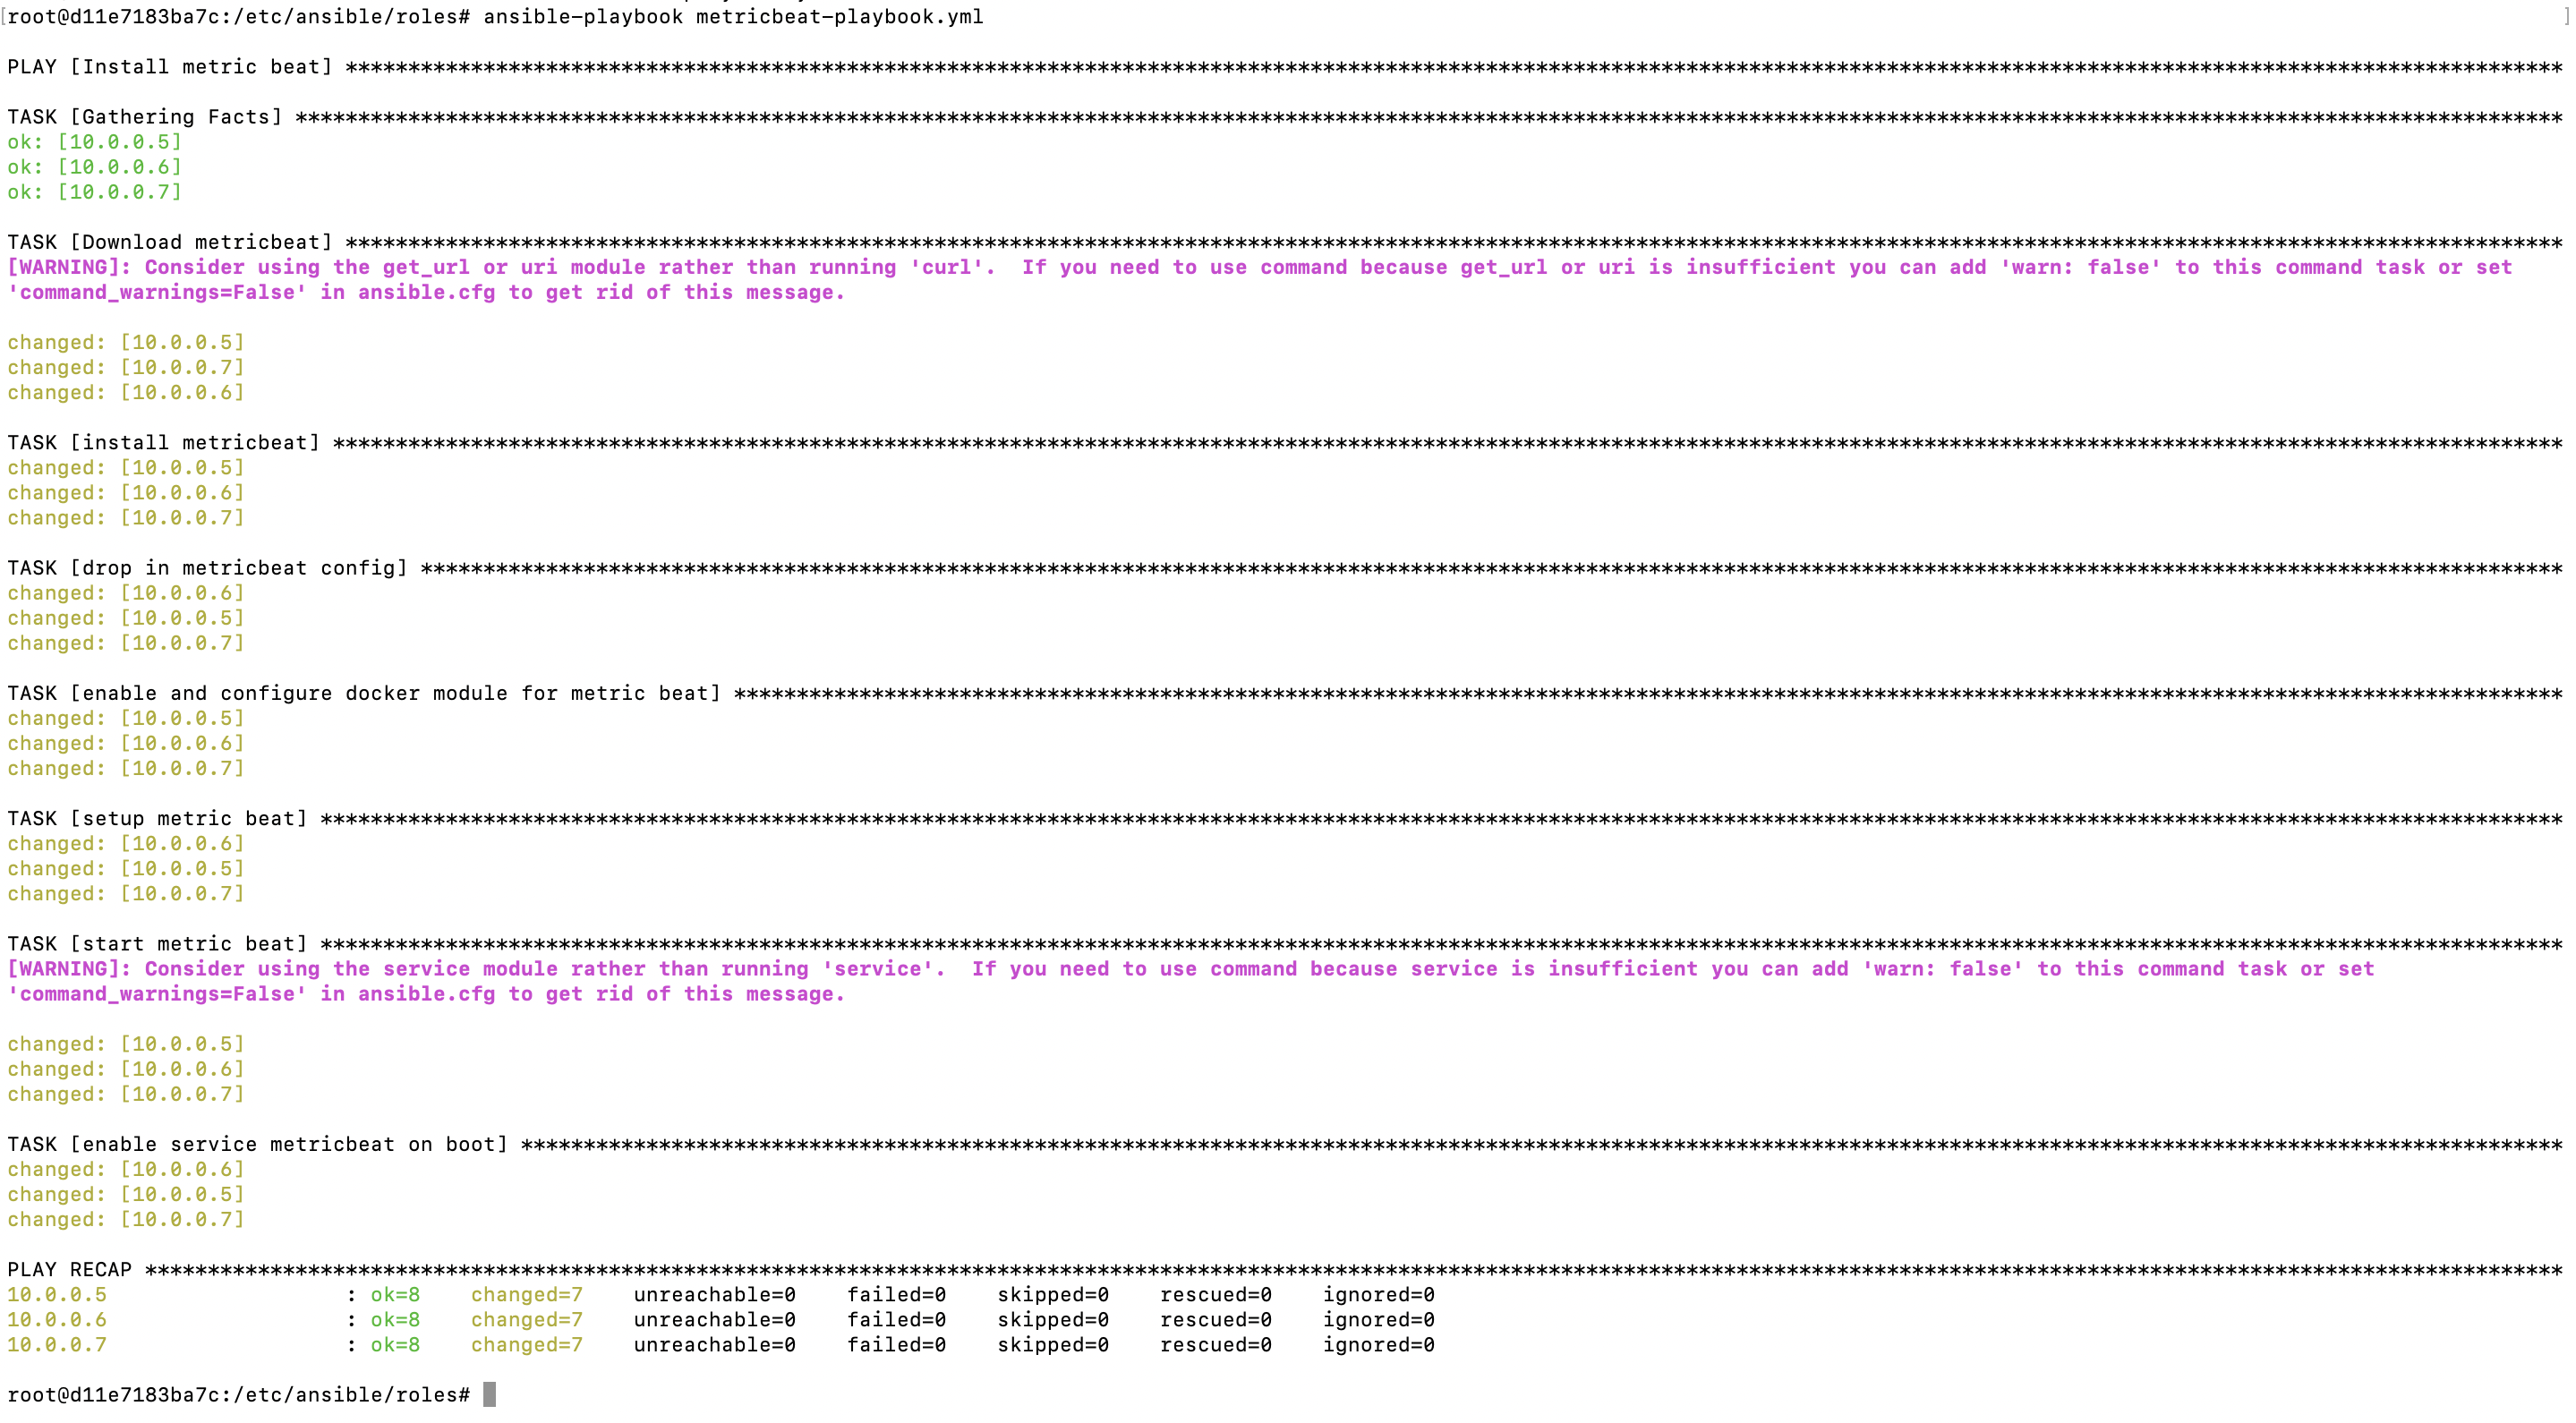 [root@d11e7183ba7c:/etc/ansible/roles# ansible-playbook metricbeat-playbook.yml ]
PLAY [Install metric beat] *********************************************************************************************************************************************************************************
TASK [Gathering Facts] *************************************************************************************************************************************************************************************
ok: [10.0.0.5]
ok: [10.0.0.6]
ok: [10.0.0.7]
TASK [Download metricbeat] *********************************************************************************************************************************************************************************
[WARNING]: Consider using the get_url or uri module rather than running 'curl'.  If you need to use command because get_url or uri is insufficient you can add 'warn: false' to this command task or set
'command_warnings=False' in ansible.cfg to get rid of this message.
changed: [10.0.0.5]
changed: [10.0.0.7]
changed: [10.0.0.6]
TASK [install metricbeat] **********************************************************************************************************************************************************************************
changed: [10.0.0.5]
changed: [10.0.0.6]
changed: [10.0.0.7]
TASK [drop in metricbeat config] ***************************************************************************************************************************************************************************
changed: [10.0.0.6]
changed: [10.0.0.5]
changed: [10.0.0.7]
TASK [enable and configure docker module for metric beat] **************************************************************************************************************************************************
changed: [10.0.0.5]
changed: [10.0.0.6]
changed: [10.0.0.7]
TASK [setup metric beat] ***********************************************************************************************************************************************************************************
changed: [10.0.0.6]
changed: [10.0.0.5]
changed: [10.0.0.7]
TASK [start metric beat] ***********************************************************************************************************************************************************************************
[WARNING]: Consider using the service module rather than running 'service'.  If you need to use command because service is insufficient you can add 'warn: false' to this command task or set
'command_warnings=False' in ansible.cfg to get rid of this message.
changed: [10.0.0.5]
changed: [10.0.0.6]
changed: [10.0.0.7]
TASK [enable service metricbeat on boot] *******************************************************************************************************************************************************************
changed: [10.0.0.6]
changed: [10.0.0.5]
changed: [10.0.0.7]
PLAY RECAP *************************************************************************************************************************************************************************************************
10.0.0.5                   : ok=8    changed=7    unreachable=0    failed=0    skipped=0    rescued=0    ignored=0
10.0.0.6                   : ok=8    changed=7    unreachable=0    failed=0    skipped=0    rescued=0    ignored=0
10.0.0.7                   : ok=8    changed=7    unreachable=0    failed=0    skipped=0    rescued=0    ignored=0
root@d11e7183ba7c:/etc/ansible/roles#